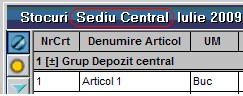 Stocuri Sediu Central Iulie 2009
NrCrt Denumire Articol UM
1 [±] Grup Depozit central
1 Articol 1 Buc